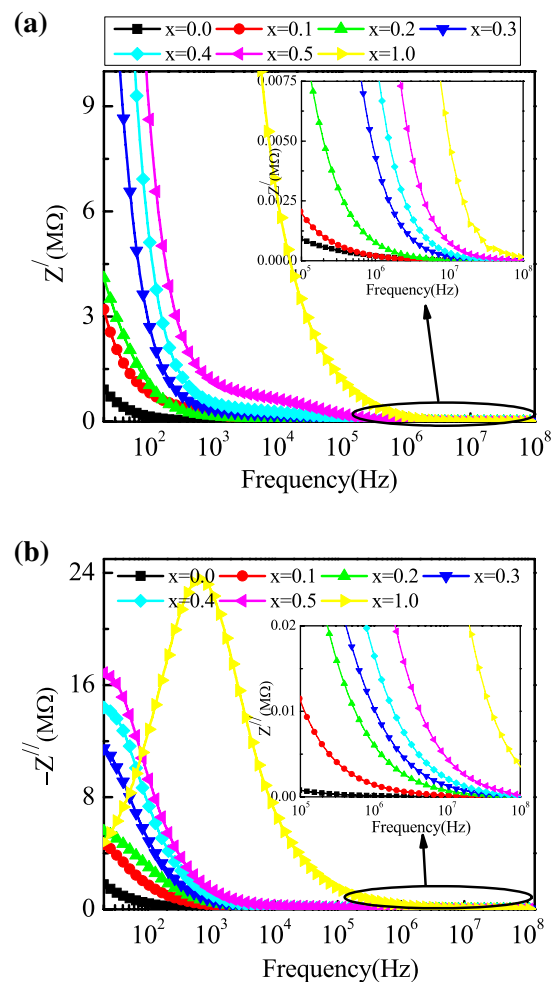 (a)
x=0.0 x=0.1 x=0.2 x=0.3
x=0.4 x=0.5 x=1.0
9
6
3
0
Z/(MΩ)
10² 10³ 10⁴ 10⁵ 10⁶ 10⁷ 10⁸
Frequency(Hz)
0.0075
0.0050
0.0025
0.000
Z/(MΩ)
10⁵ 10⁶ 10⁷ 10⁸
Frequency(Hz)
(b)
x=0.0 x=0.1 x=0.2 x=0.3
x=0.4 x=0.5 x=1.0
24
18
12
6
0
−Z//(MΩ)
10² 10³ 10⁴ 10⁵ 10⁶ 10⁷ 10⁸
Frequency(Hz)
0.02
0.01
0.00
Z//(MΩ)
10⁵ 10⁶ 10⁷ 10⁸
Frequency(Hz)